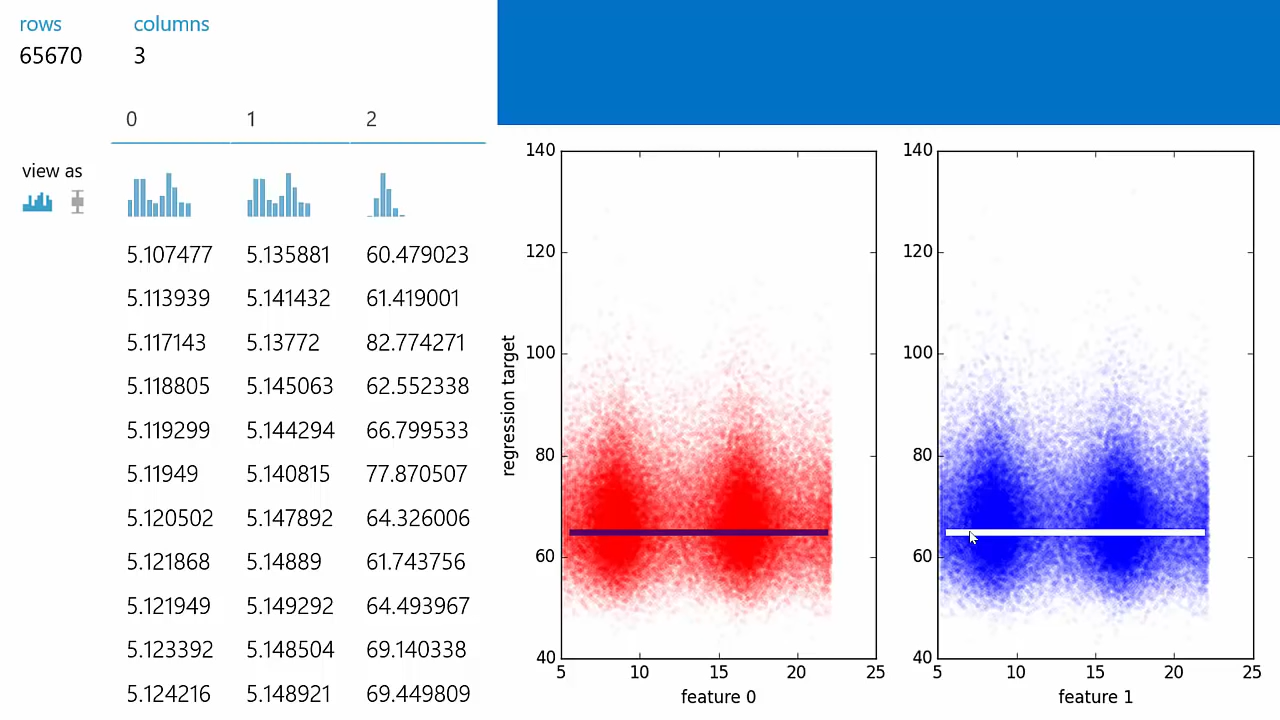 rows columns
65670 3
0 1 2
view as
5.107477 5.135881 60.479023
5.113939 5.141432 61.419001
5.117143 5.13772 82.774271
5.118805 5.145063 62.552338
5.119299 5.144294 66.799533
5.11949 5.140815 77.870507
5.120502 5.147892 64.326006
5.121868 5.14889 61.743756
5.121949 5.149292 64.493967
5.123392 5.148504 69.140338
5.124216 5.148921 69.449809
140
120
100
80
60
40
regression target
5 10 15 20 25
feature 0
140
120
100
80
60
40
5 10 15 20 25
feature 1